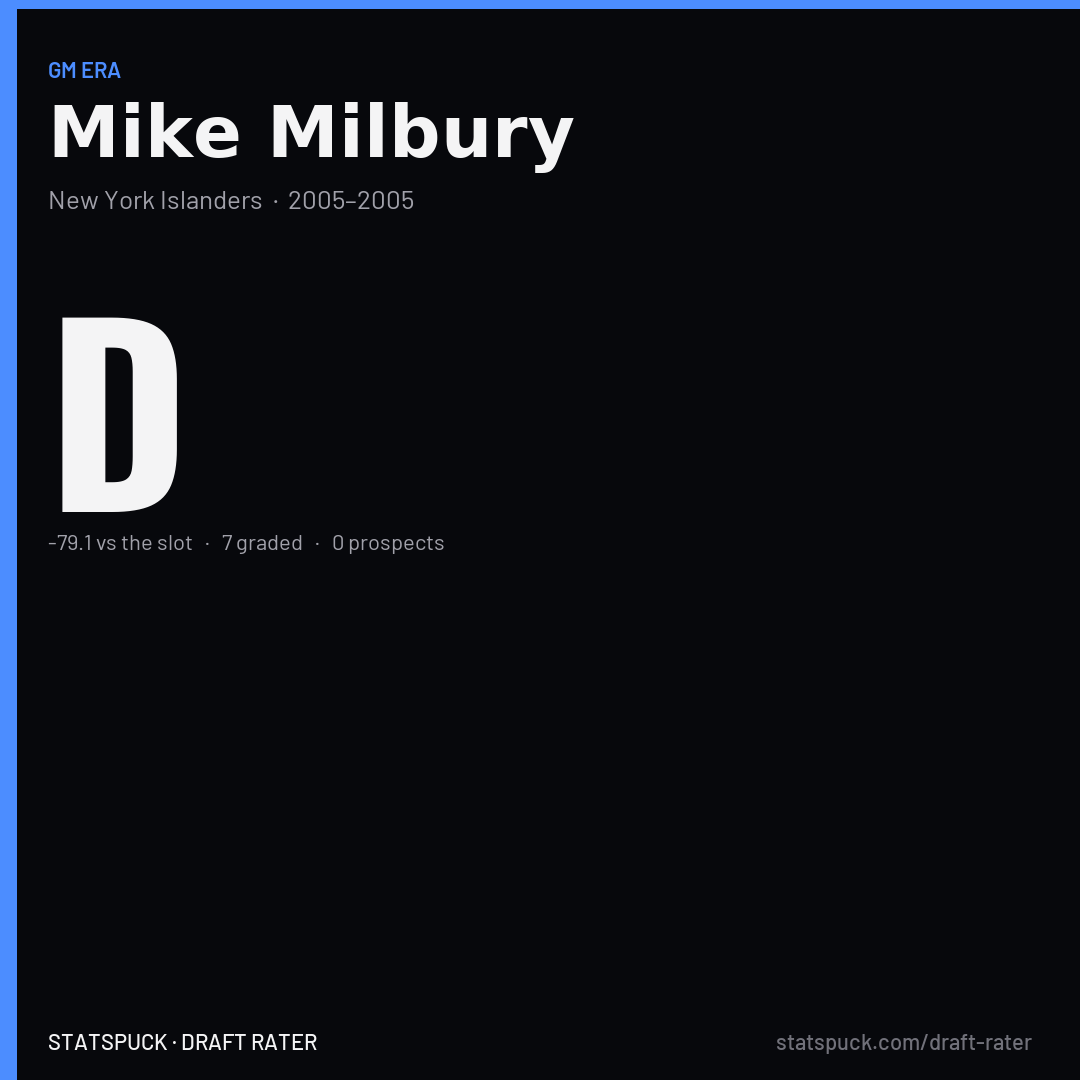 GM ERA
Mike Milbury
New York Islanders · 2005–2005
D
-79.1 vs the slot · 7 graded · 0 prospects
STATSPUCK · DRAFT RATER
statspuck.com/draft-rater